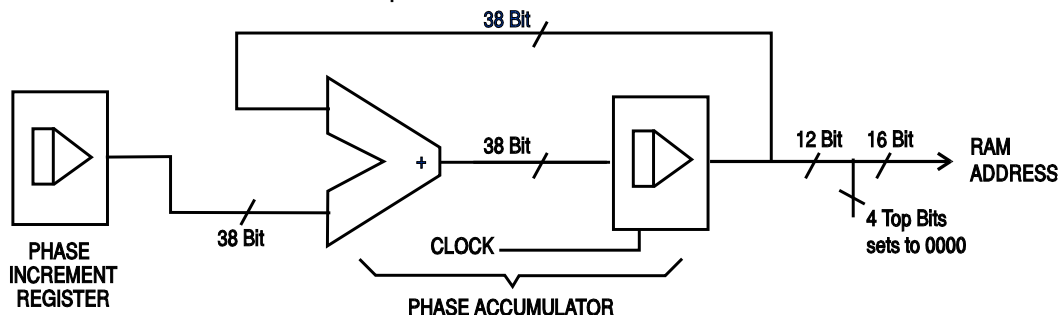 38 Bit
+
38 Bit
12 Bit
16 Bit
RAM
ADDRESS
38 Bit
4 Top Bits
sets to 0000
CLOCK
PHASE
INCREMENT
REGISTER
PHASE ACCUMULATOR